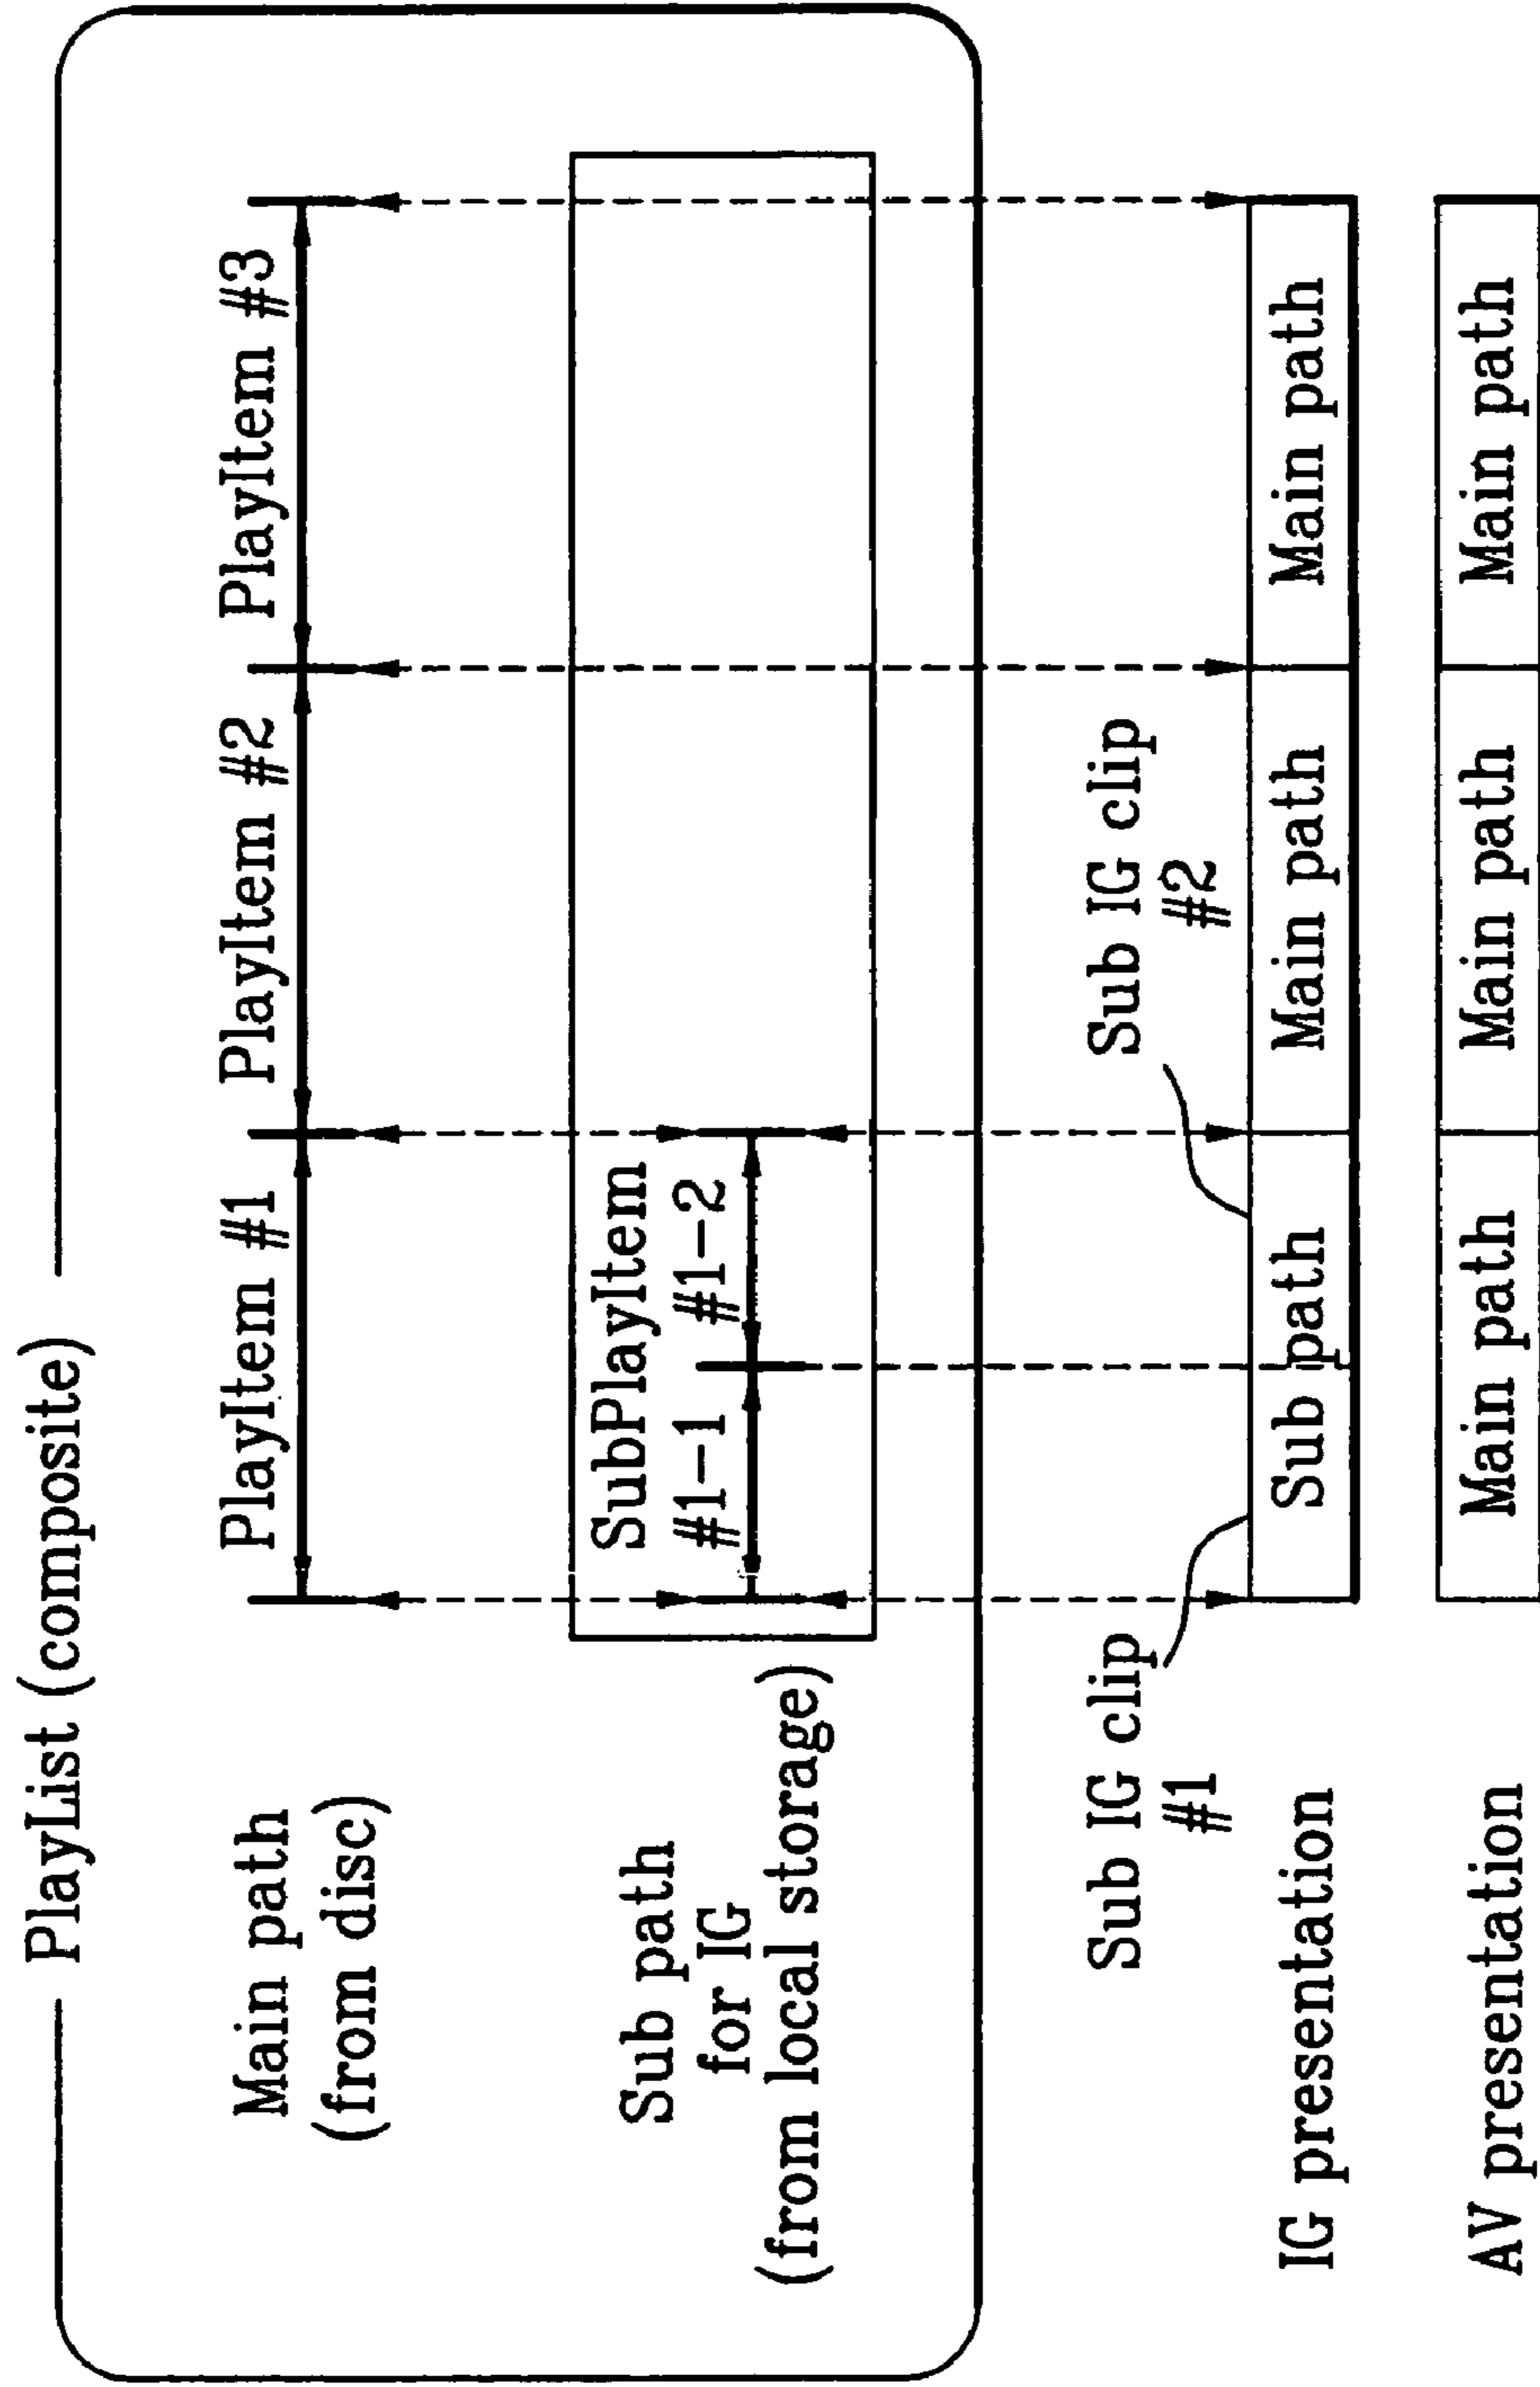 PlayList (composite)
PlayItem #1 PlayItem #2 PlayItem #3
Main path
(from disc)
SubPlayItem
#1-1 #1-2
Sub path
for IG
(from local storage)
Sub IG clip
#1
Sub IG clip
#2
IG presentation
Sub path Main path Main path
AV presentation
Main path Main path Main path